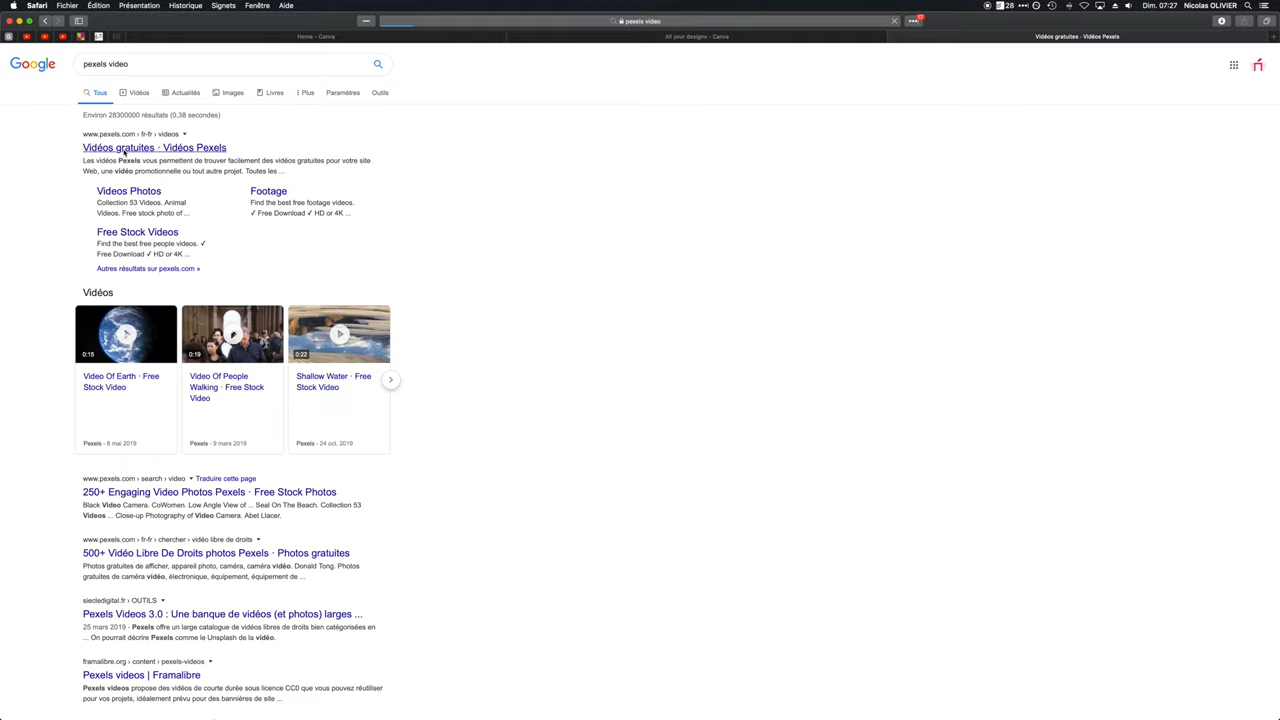 Safari Fichier Édition Présentation Historique Signets Fenêtre Aide
28 Dim. 07:27 Nicolas OLIVIER
pexels video
17
Home - Canva All your designs - Canva Vidéos gratuites · Vidéos Pexels
Google pexels video
Tous Vidéos Actualités Images Livres Plus Paramètres Outils
Environ 28300000 résultats (0,38 secondes)
www.pexels.com › fr-fr › videos
Vidéos gratuites · Vidéos Pexels
Les vidéos Pexels vous permettent de trouver facilement des vidéos gratuites pour votre site
Web, une vidéo promotionnelle ou tout autre projet. Toutes les ...
Videos Photos
Collection 53 Videos. Animal
Videos. Free stock photo of ...
Footage
Find the best free footage videos.
✓ Free Download ✓ HD or 4K ...
Free Stock Videos
Find the best free people videos. ✓
Free Download ✓ HD or 4K ...
Autres résultats sur pexels.com »
Vidéos
0:15
0:19
0:22
Video Of Earth · Free
Stock Video
Pexels - 8 mai 2019
Video Of People
Walking · Free Stock
Video
Pexels - 9 mars 2019
Shallow Water · Free
Stock Video
Pexels - 24 oct. 2019
www.pexels.com › search › video Traduire cette page
250+ Engaging Video Photos Pexels · Free Stock Photos
Black Video Camera. CoWomen. Low Angle View of ... Seal On The Beach. Collection 53
Videos ... Close-up Photography of Video Camera. Abet Llacer.
www.pexels.com › fr-fr › chercher › vidéo libre de droits
500+ Vidéo Libre De Droits photos Pexels · Photos gratuites
Photos gratuites de afficher, appareil photo, caméra, caméra vidéo. Donald Tong. Photos
gratuites de caméra vidéo, électronique, équipement, équipement de ...
siecledigital.fr › OUTILS
Pexels Videos 3.0 : Une banque de vidéos (et photos) larges ...
25 mars 2019 - Pexels offre un large catalogue de vidéos libres de droits bien catégorisées en
... On pourrait décrire Pexels comme le Unsplash de la vidéo.
framalibre.org › content › pexels-videos
Pexels videos | Framalibre
Pexels videos propose des vidéos de courte durée sous licence CC0 que vous pouvez réutiliser
pour vos projets, idéalement prévu pour des bannières de site ...